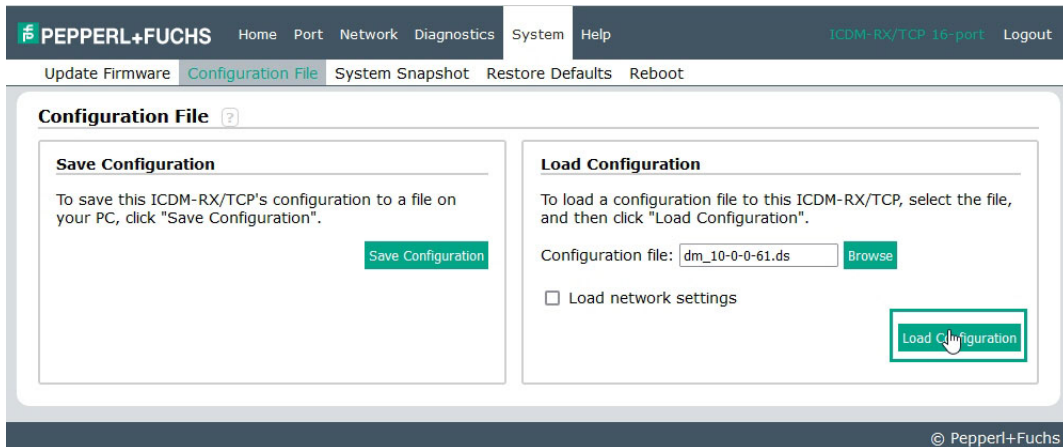 PEPPERL+FUCHS Home Port Network Diagnostics System Help ICDM-RX/TCP 16-port Logout
Update Firmware Configuration File System Snapshot Restore Defaults Reboot
Configuration File ?
Save Configuration
To save this ICDM-RX/TCP's configuration to a file on
your PC, click "Save Configuration".
Save Configuration
Load Configuration
To load a configuration file to this ICDM-RX/TCP, select the file,
and then click "Load Configuration".
Configuration file: dm_10-0-0-61.ds Browse
Load network settings
Load Configuration
© Pepperl+Fuchs